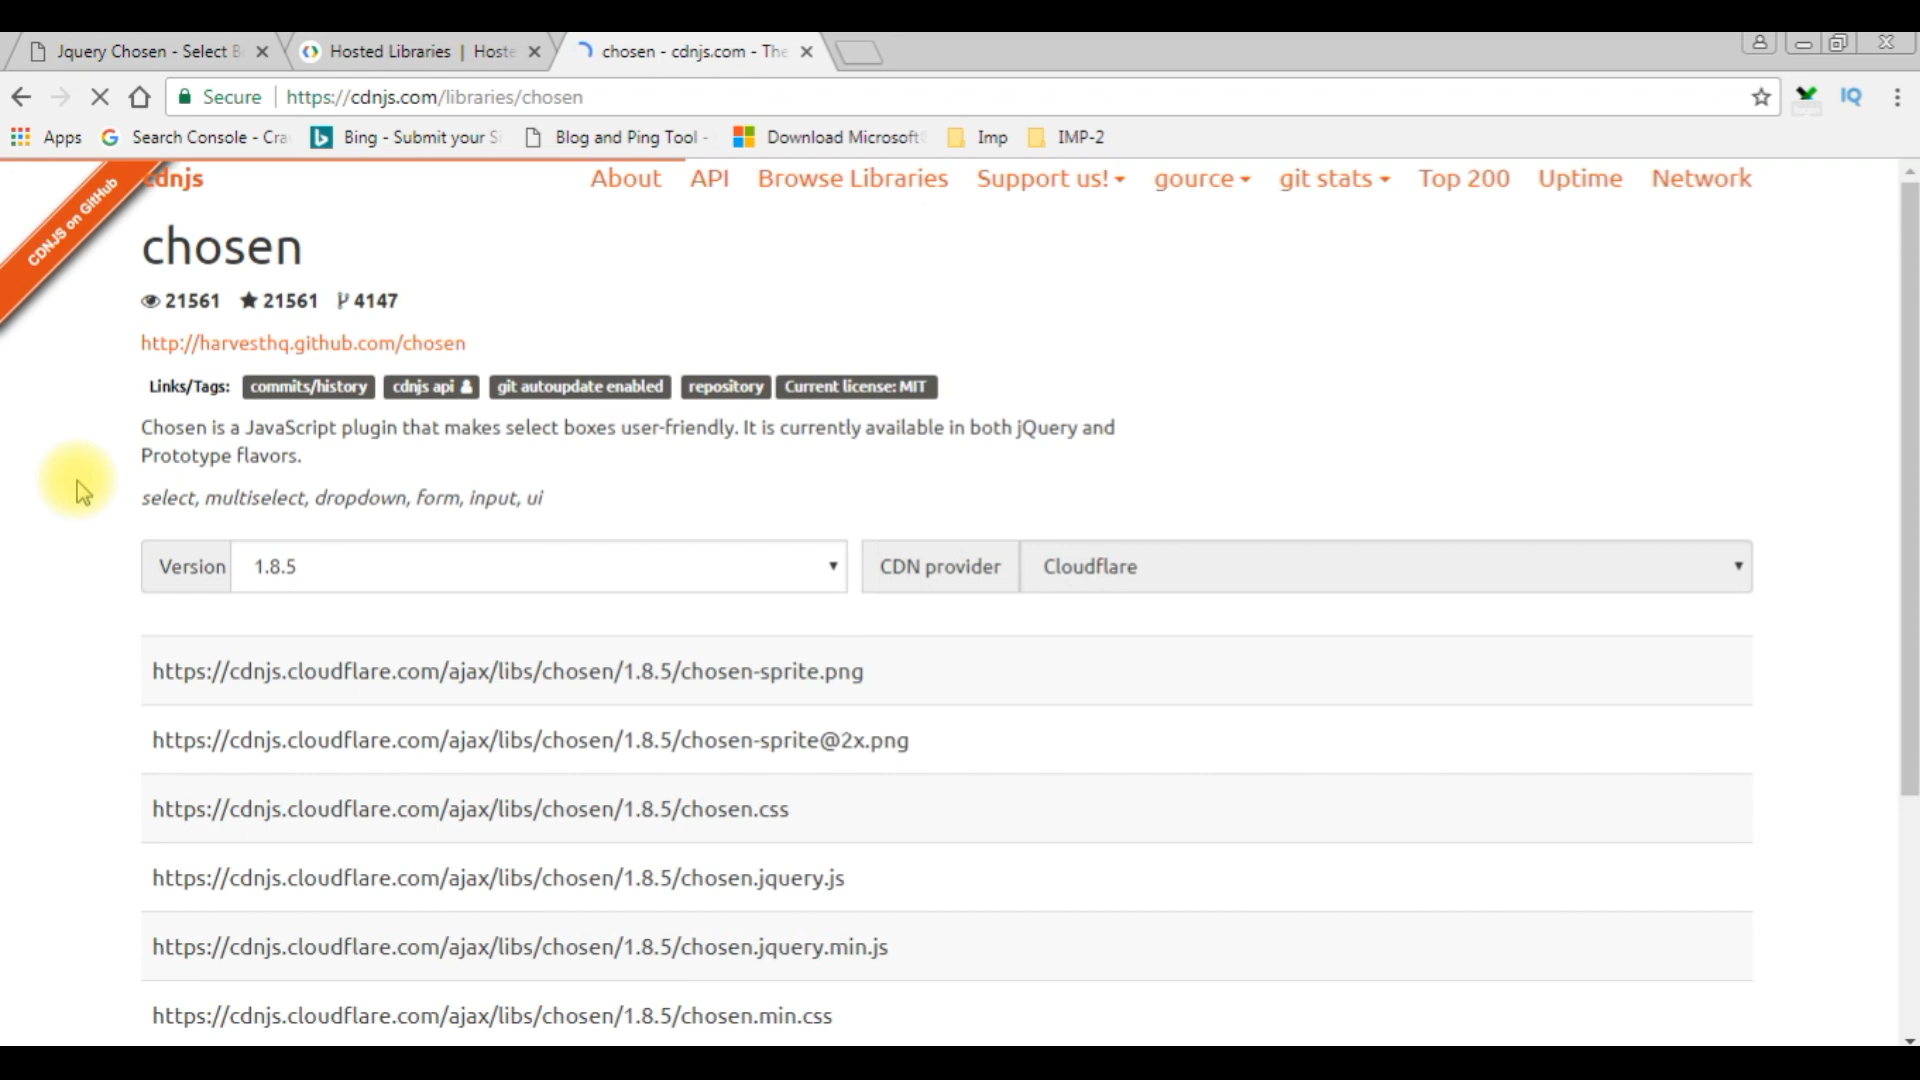 Jquery Chosen - Select B
Hosted Libraries | Hoste
chosen - cdnjs.com - The
Secure https://cdnjs.com/libraries/chosen
IQ
Apps
Search Console - Cra
Bing - Submit your S
Blog and Ping Tool -
Download Microsoft
Imp
IMP-2
CDNJS on GitHub
cdnjs
About API Browse Libraries Support us! gource git stats Top 200 Uptime Network
chosen
21561 21561 4147
http://harvesthq.github.com/chosen
Links/Tags: commits/history cdnjs api git autoupdate enabled repository Current license: MIT
Chosen is a JavaScript plugin that makes select boxes user-friendly. It is currently available in both jQuery and
Prototype flavors.
select, multiselect, dropdown, form, input, ui
Version 1.8.5 CDN provider Cloudflare
https://cdnjs.cloudflare.com/ajax/libs/chosen/1.8.5/chosen-sprite.png
https://cdnjs.cloudflare.com/ajax/libs/chosen/1.8.5/chosen-sprite@2x.png
https://cdnjs.cloudflare.com/ajax/libs/chosen/1.8.5/chosen.css
https://cdnjs.cloudflare.com/ajax/libs/chosen/1.8.5/chosen.jquery.js
https://cdnjs.cloudflare.com/ajax/libs/chosen/1.8.5/chosen.jquery.min.js
https://cdnjs.cloudflare.com/ajax/libs/chosen/1.8.5/chosen.min.css